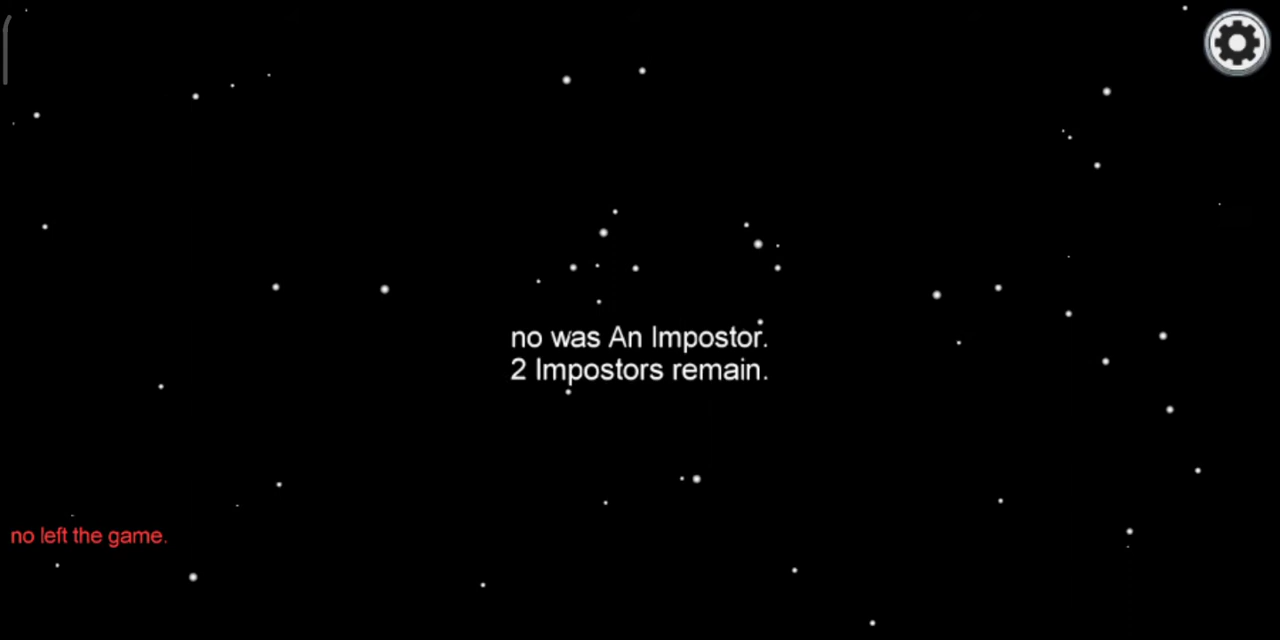 no was An Impostor.
2 Impostors remain.
no left the game.